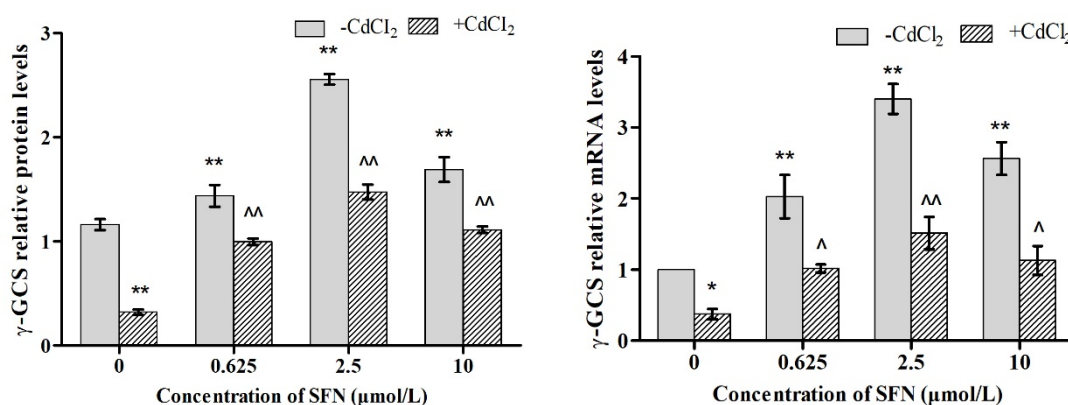 -CdCl₂ +CdCl₂
γ-GCS relative protein levels
3
2
1
0
**
**
^^
**
^^
**
^^
0 0.625 2.5 10
Concentration of SFN (µmol/L)
-CdCl₂ +CdCl₂
γ-GCS relative mRNA levels
4
3
2
1
0
*
**
^
**
^^
**
^
0 0.625 2.5 10
Concentration of SFN (µmol/L)